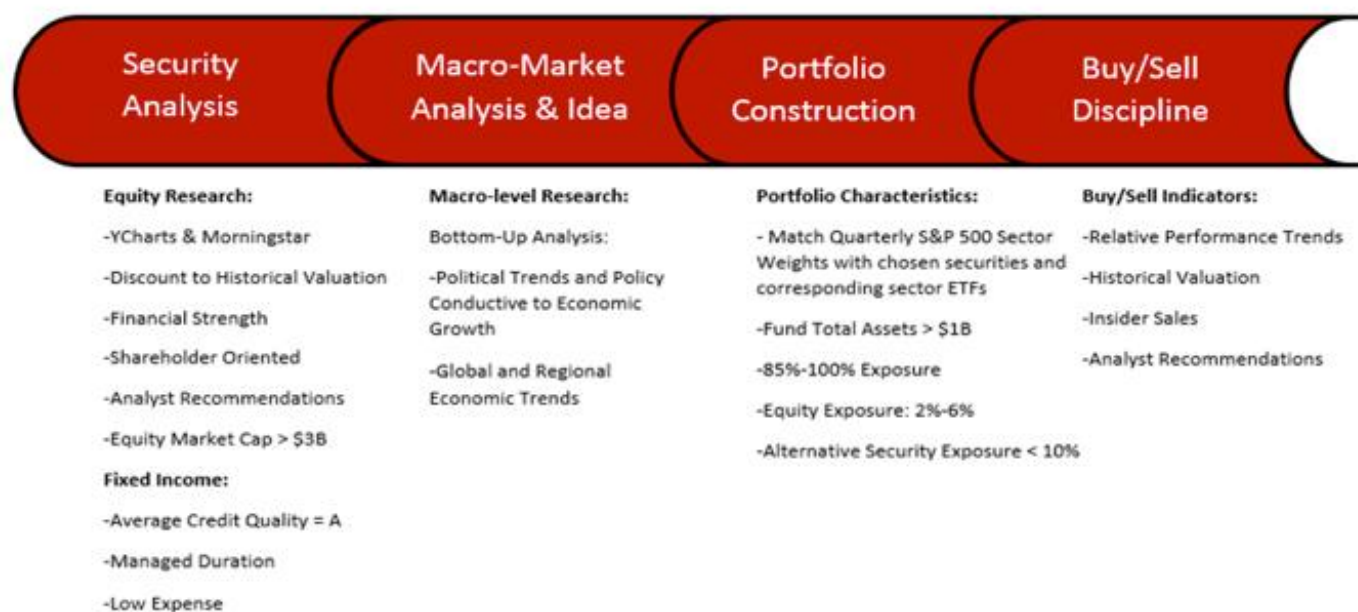 Security
Analysis
Macro-Market
Analysis & Idea
Portfolio
Construction
Buy/Sell
Discipline
Equity Research:
-YCharts & Morningstar
-Discount to Historical Valuation
-Financial Strength
-Shareholder Oriented
-Analyst Recommendations
-Equity Market Cap > $3B
Fixed Income:
-Average Credit Quality = A
-Managed Duration
-Low Expense
Macro-level Research:
Bottom-Up Analysis:
-Political Trends and Policy
Conductive to Economic
Growth
-Global and Regional
Economic Trends
Portfolio Characteristics:
- Match Quarterly S&P 500 Sector
Weights with chosen securities and
corresponding sector ETFs
-Fund Total Assets > $1B
-85%-100% Exposure
-Equity Exposure: 2%-6%
-Alternative Security Exposure < 10%
Buy/Sell Indicators:
-Relative Performance Trends
-Historical Valuation
-Insider Sales
-Analyst Recommendations